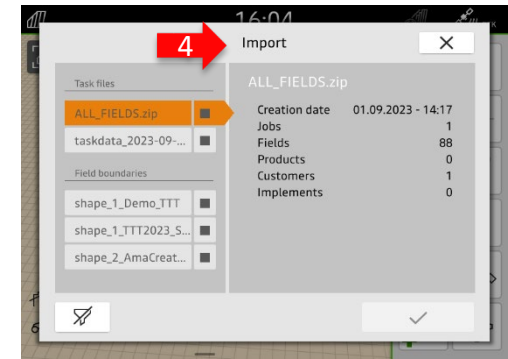 16:04
4
Import
Task files
ALL_FIELDS.zip
taskdata_2023-09-...
Field boundaries
shape_1_Demo_TTT
shape_1_TTT2023_S...
shape_2_AmaCreat...
ALL_FIELDS.zip
Creation date 01.09.2023 - 14:17
Jobs 1
Fields 88
Products 0
Customers 1
Implements 0